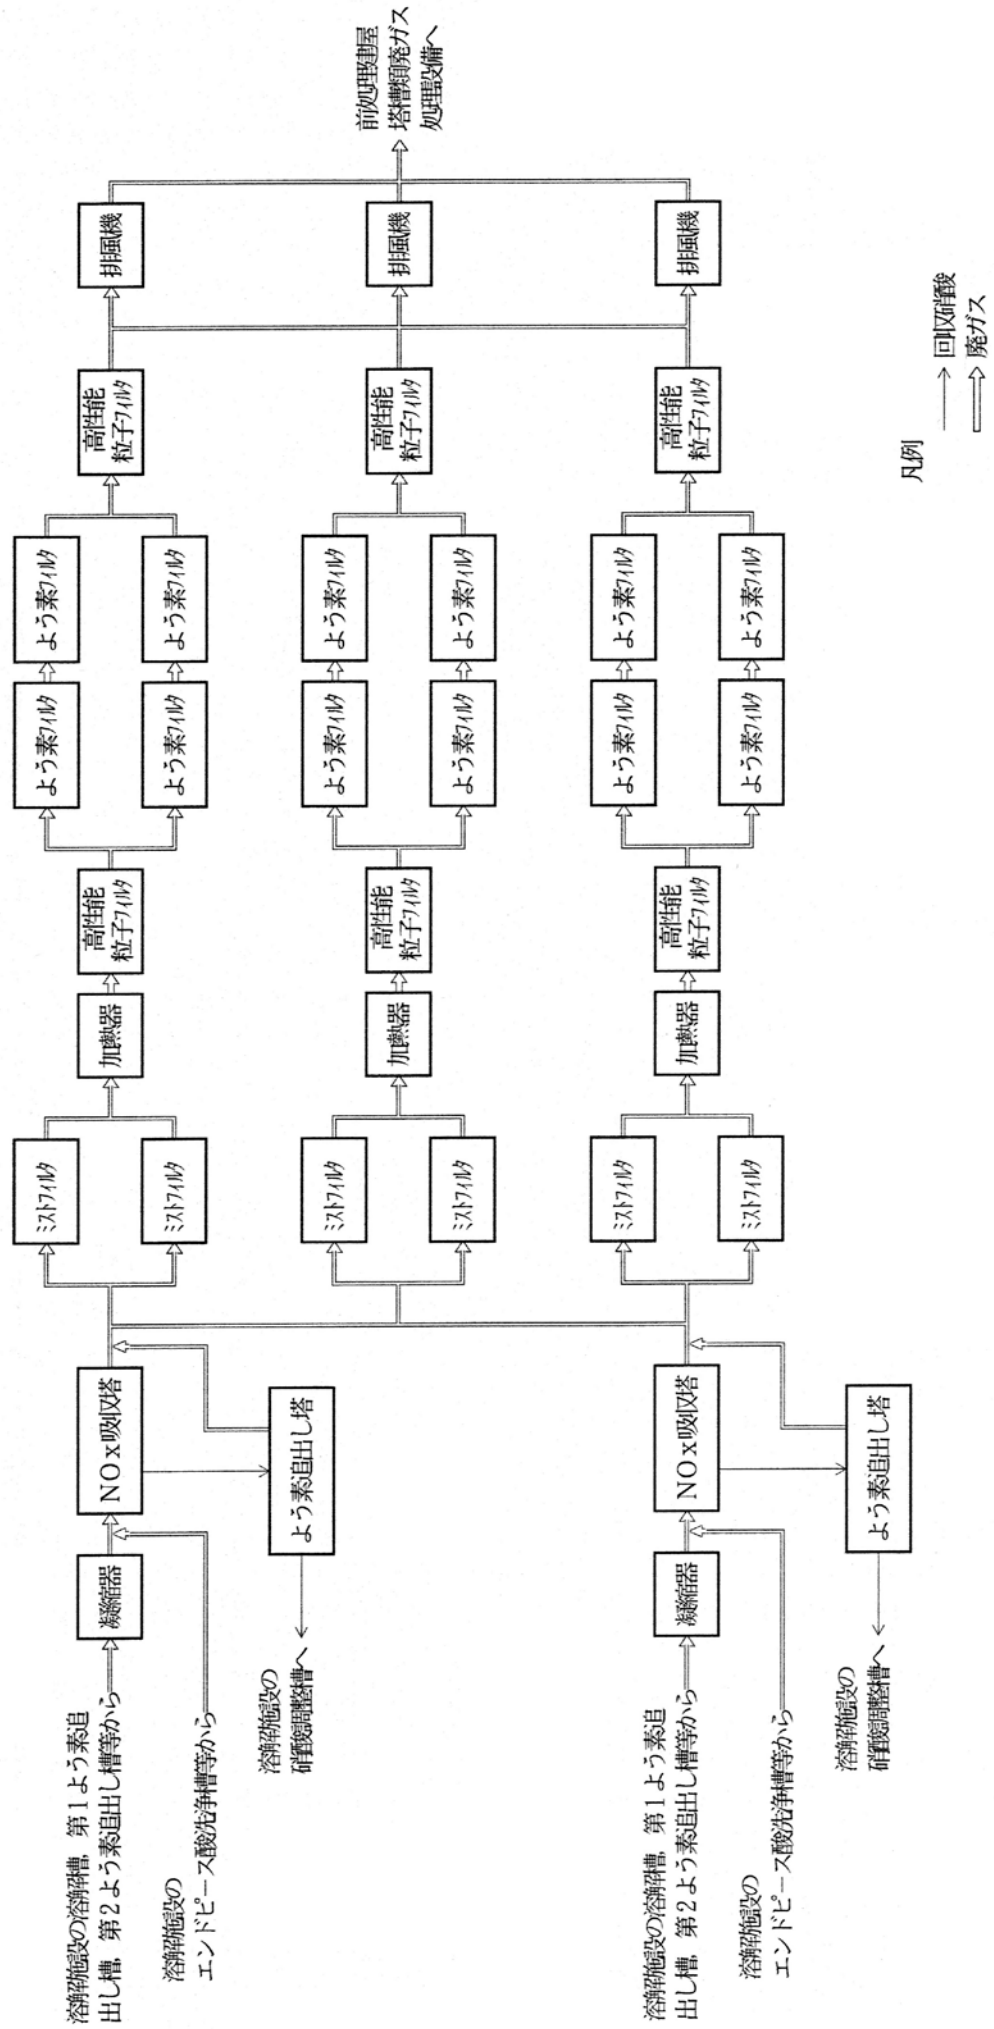 溶解施設の溶解槽，第１よう素追
出し槽，第２よう素追出し槽等から
溶解施設の
エンドピース酸洗浄槽等から
凝縮器
NOx吸収塔
よう素追出し塔
溶解施設の
硝酸調整槽へ
ミストフィルタ
ミストフィルタ
加熱器
高性能
粒子フィルタ
よう素フィルタ
よう素フィルタ
よう素フィルタ
よう素フィルタ
高性能
粒子フィルタ
排風機
ミストフィルタ
ミストフィルタ
加熱器
高性能
粒子フィルタ
よう素フィルタ
よう素フィルタ
よう素フィルタ
よう素フィルタ
高性能
粒子フィルタ
排風機
前処理建屋
塔槽類廃ガス
処理設備へ
溶解施設の溶解槽，第１よう素追
出し槽，第２よう素追出し槽等から
溶解施設の
エンドピース酸洗浄槽等から
凝縮器
NOx吸収塔
よう素追出し塔
溶解施設の
硝酸調整槽へ
ミストフィルタ
ミストフィルタ
加熱器
高性能
粒子フィルタ
よう素フィルタ
よう素フィルタ
よう素フィルタ
よう素フィルタ
高性能
粒子フィルタ
排風機
凡例
回収硝酸
廃ガス